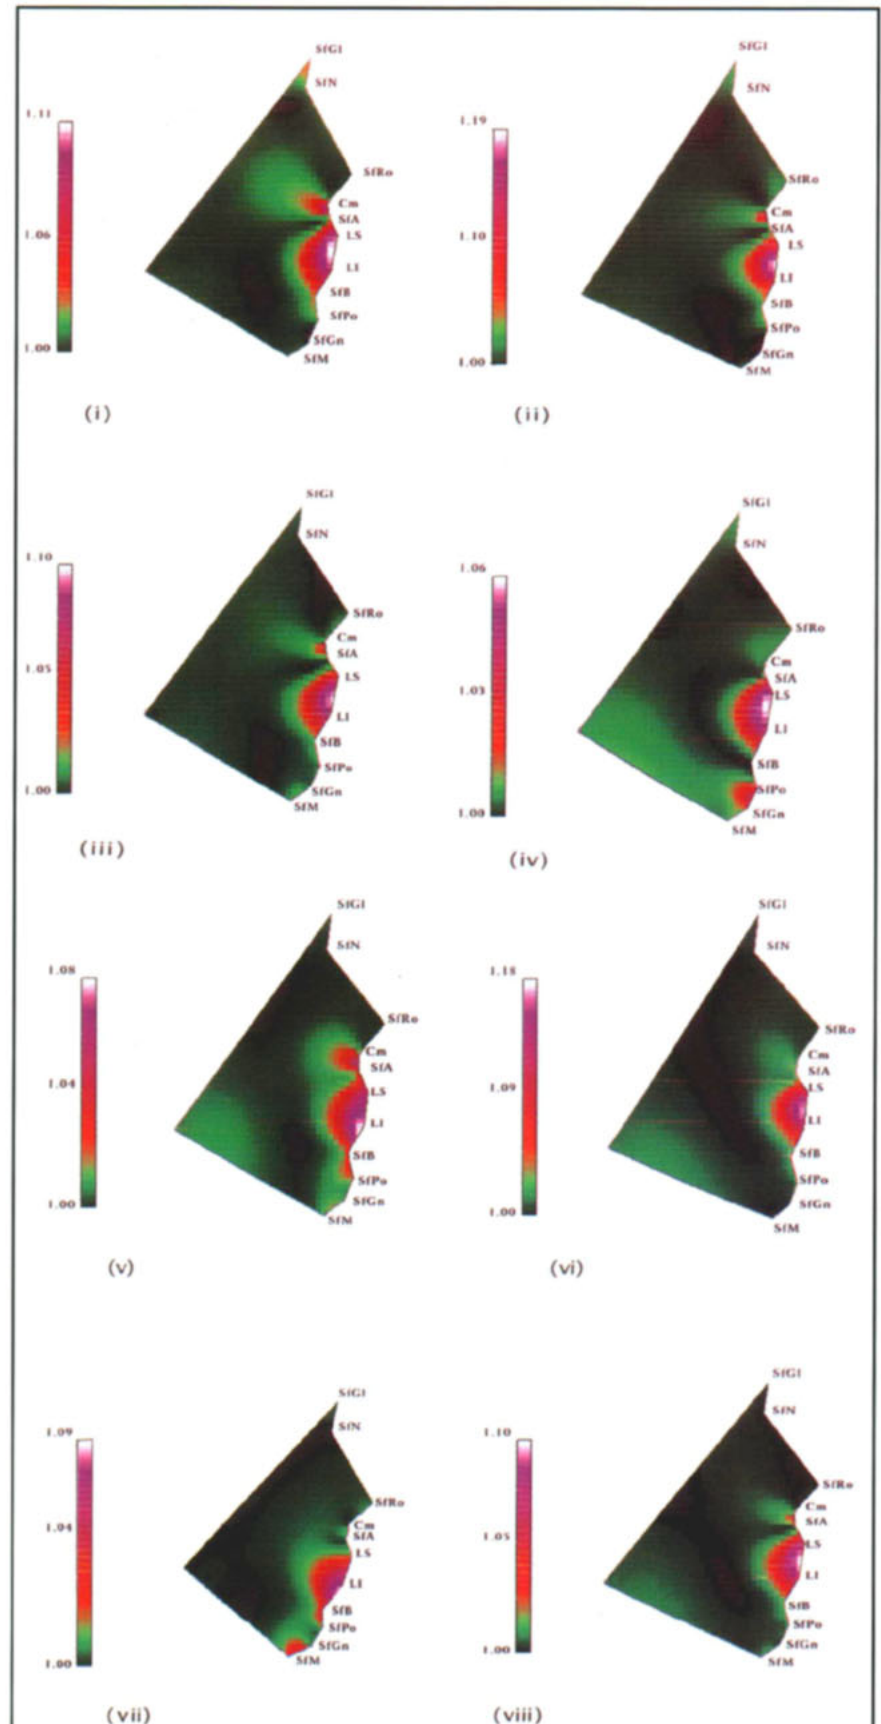 SfGl
SfN
1.11
SfRo
Cm
SfA
LS
1.06
LI
SfB
SfPo
SfGn
1.00
SfM
(i)
SfGl
SfN
1.19
SfRo
Cm
SfA
LS
1.10
LI
SfB
SfPo
SfGn
1.00
SfM
(ii)
SfGl
SfN
1.10
SfRo
Cm
SfA
1.05
LS
LI
SfB
SfPo
SfGn
1.00
SfM
(iii)
SfGl
SfN
1.06
SfRo
Cm
SfA
1.03
LS
LI
SfB
SfPo
SfGn
1.00
SfM
(iv)
SfGl
SfN
1.08
SfRo
Cm
SfA
1.04
LS
LI
SfB
SfPo
SfGn
1.00
SfM
(v)
SfGl
SfN
1.18
SfRo
Cm
SfA
1.09
LS
LI
SfB
SfPo
SfGn
1.00
SfM
(vi)
SfGl
SfN
1.09
SfRo
Cm
SfA
1.04
LS
LI
SfB
SfPo
SfGn
1.00
SfM
(vii)
SfGl
SfN
1.10
SfRo
Cm
SfA
1.05
LS
LI
SfB
SfPo
SfGn
1.00
SfM
(viii)